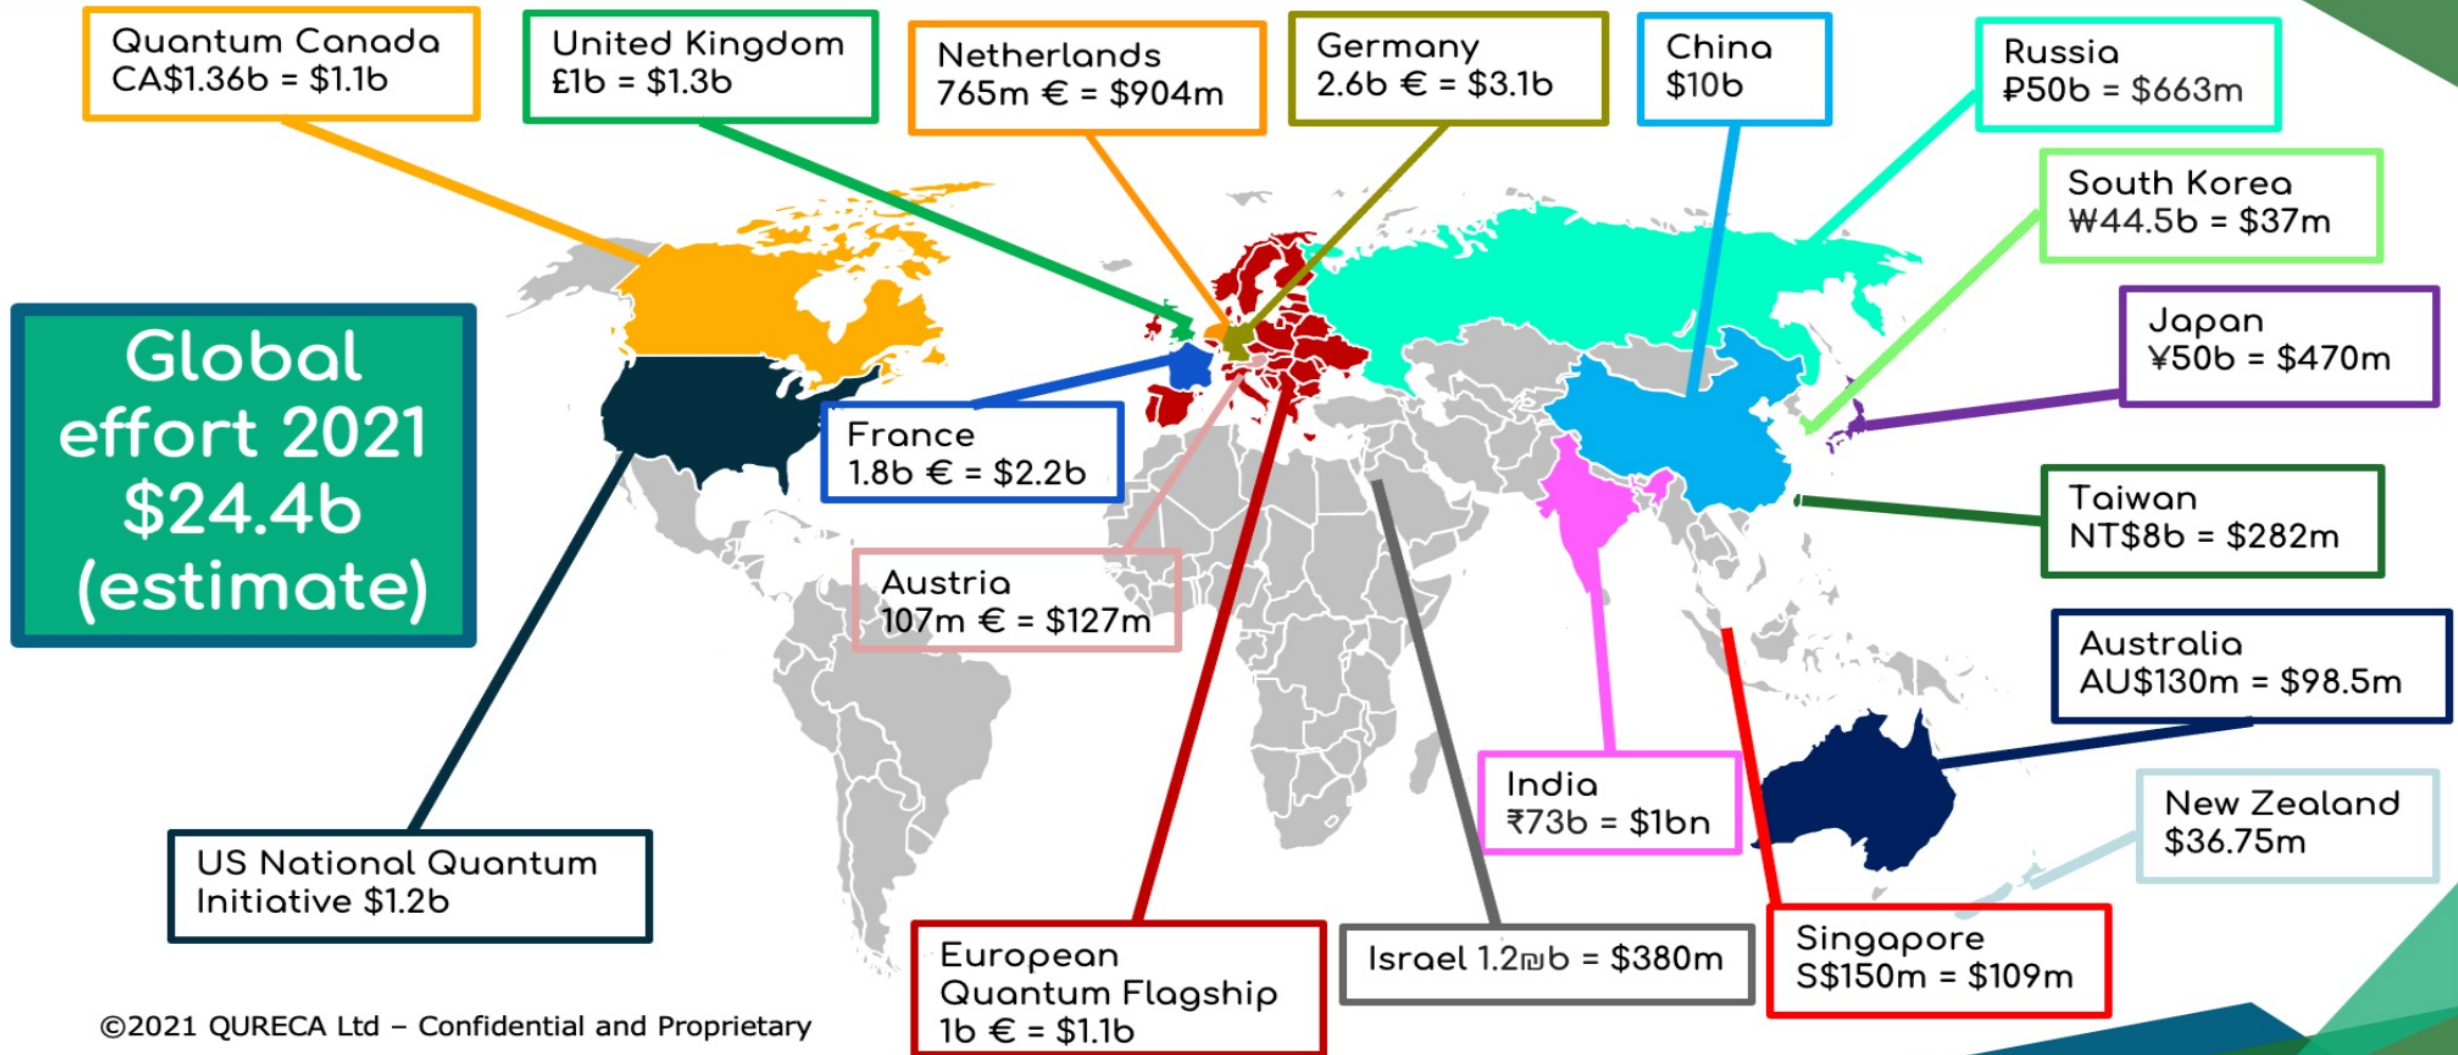 Quantum Canada
CA$1.36b = $1.1b
United Kingdom
£1b = $1.3b
Netherlands
765m € = $904m
Germany
2.6b € = $3.1b
China
$10b
Russia
₽50b = $663m
South Korea
₩44.5b = $37m
Japan
¥50b = $470m
Global
effort 2021
$24.4b
(estimate)
France
1.8b € = $2.2b
Taiwan
NT$8b = $282m
Austria
107m € = $127m
Australia
AU$130m = $98.5m
India
₹73b = $1bn
New Zealand
$36.75m
US National Quantum
Initiative $1.2b
European
Quantum Flagship
1b € = $1.1b
Israel 1.2₪b = $380m
Singapore
S$150m = $109m
©2021 QURECA Ltd – Confidential and Proprietary